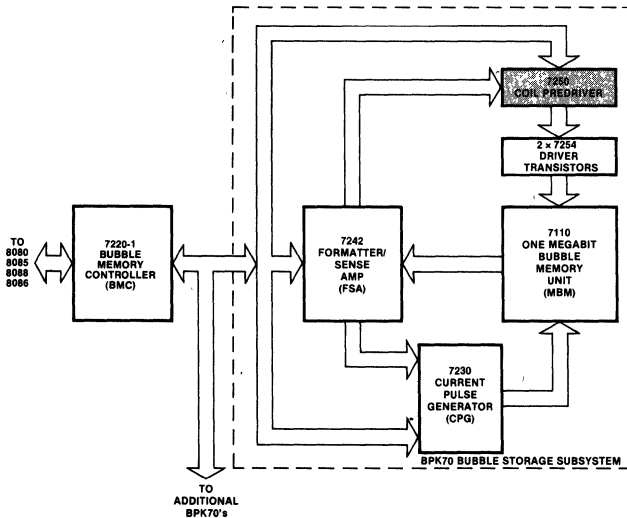 7250
COIL PREDRIVER
2 x 7254
DRIVER
TRANSISTORS
TO
8080
8085
8088
8086
7220-1
BUBBLE
MEMORY
CONTROLLER
(BMC)
7242
FORMATTER/
SENSE
AMP
(FSA)
7110
ONE MEGABIT
BUBBLE
MEMORY
UNIT
(MBM)
7230
CURRENT
PULSE
GENERATOR
(CPG)
BPK70 BUBBLE STORAGE SUBSYSTEM
TO
ADDITIONAL
BPK70's